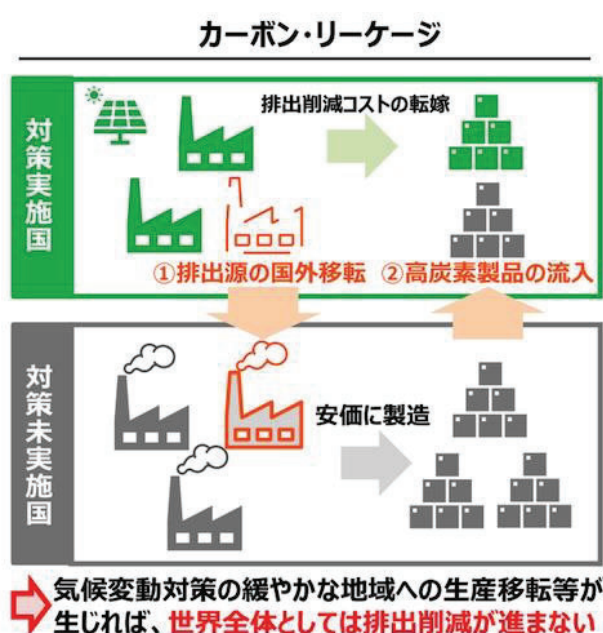 カーボン・リーケージ
対策実施国
排出削減コストの転嫁
①排出源の国外移転
②高炭素製品の流入
対策未実施国
安価に製造
気候変動対策の緩やかな地域への生産移転等が
生じれば、世界全体としては排出削減が進まない